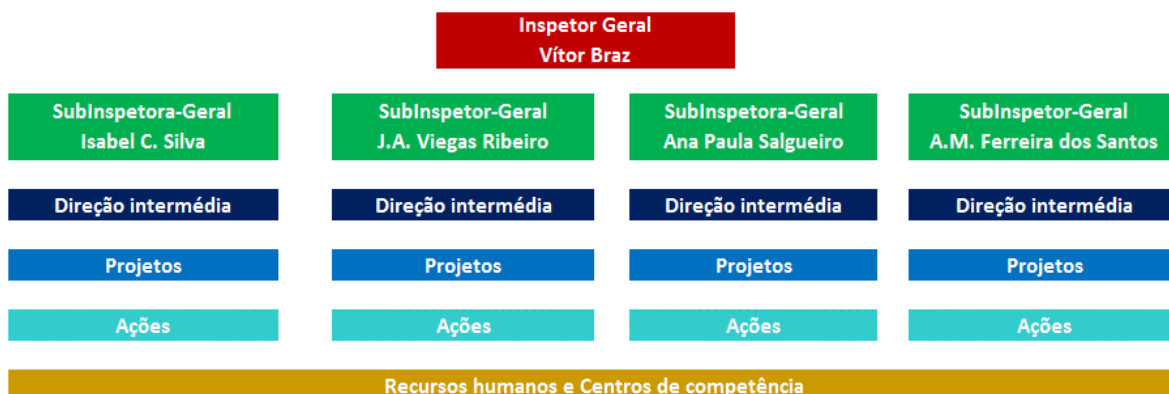 Inspetor Geral
Vítor Braz
SubInspetora-Geral
Isabel C. Silva
SubInspetor-Geral
J.A. Viegas Ribeiro
SubInspetora-Geral
Ana Paula Salgueiro
SubInspetor-Geral
A.M. Ferreira dos Santos
Direção intermédia
Direção intermédia
Direção intermédia
Direção intermédia
Projetos
Projetos
Projetos
Projetos
Ações
Ações
Ações
Ações
Recursos humanos e Centros de competência